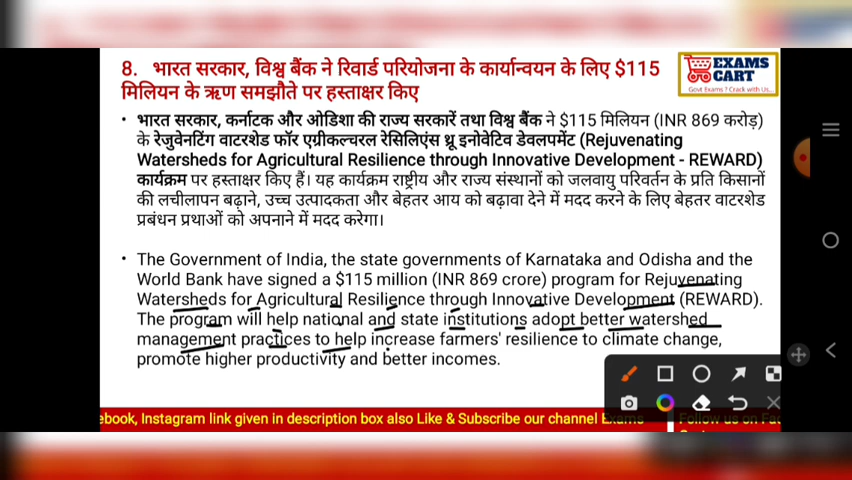 8. भारत सरकार, विश्व बैंक ने रिवार्ड परियोजना के कार्यान्वयन के लिए $115
मिलियन के ऋण समझौते पर हस्ताक्षर किए
EXAMS
CART
Govt Exams ? Crack with Us...
• भारत सरकार, कर्नाटक और ओडिशा की राज्य सरकारें तथा विश्व बैंक ने $115 मिलियन (INR 869 करोड़)
के रेजुवेनटिंग वाटरशेड फॉर एग्रीकल्चरल रेसिलिएंस थ्रू इनोवेटिव डेवलपमेंट (Rejuvenating
Watersheds for Agricultural Resilience through Innovative Development - REWARD)
कार्यक्रम पर हस्ताक्षर किए हैं। यह कार्यक्रम राष्ट्रीय और राज्य संस्थानों को जलवायु परिवर्तन के प्रति किसानों
की लचीलापन बढ़ाने, उच्च उत्पादकता और बेहतर आय को बढ़ावा देने में मदद करने के लिए बेहतर वाटरशेड
प्रबंधन प्रथाओं को अपनाने में मदद करेगा।
• The Government of India, the state governments of Karnataka and Odisha and the
World Bank have signed a $115 million (INR 869 crore) program for Rejuvenating
Watersheds for Agricultural Resilience through Innovative Development (REWARD).
The program will help national and state institutions adopt better watershed
management practices to help increase farmers' resilience to climate change,
promote higher productivity and better incomes.
ebook, Instagram link given in description box also Like & Subscribe our channel Exams
Follow us on Fac